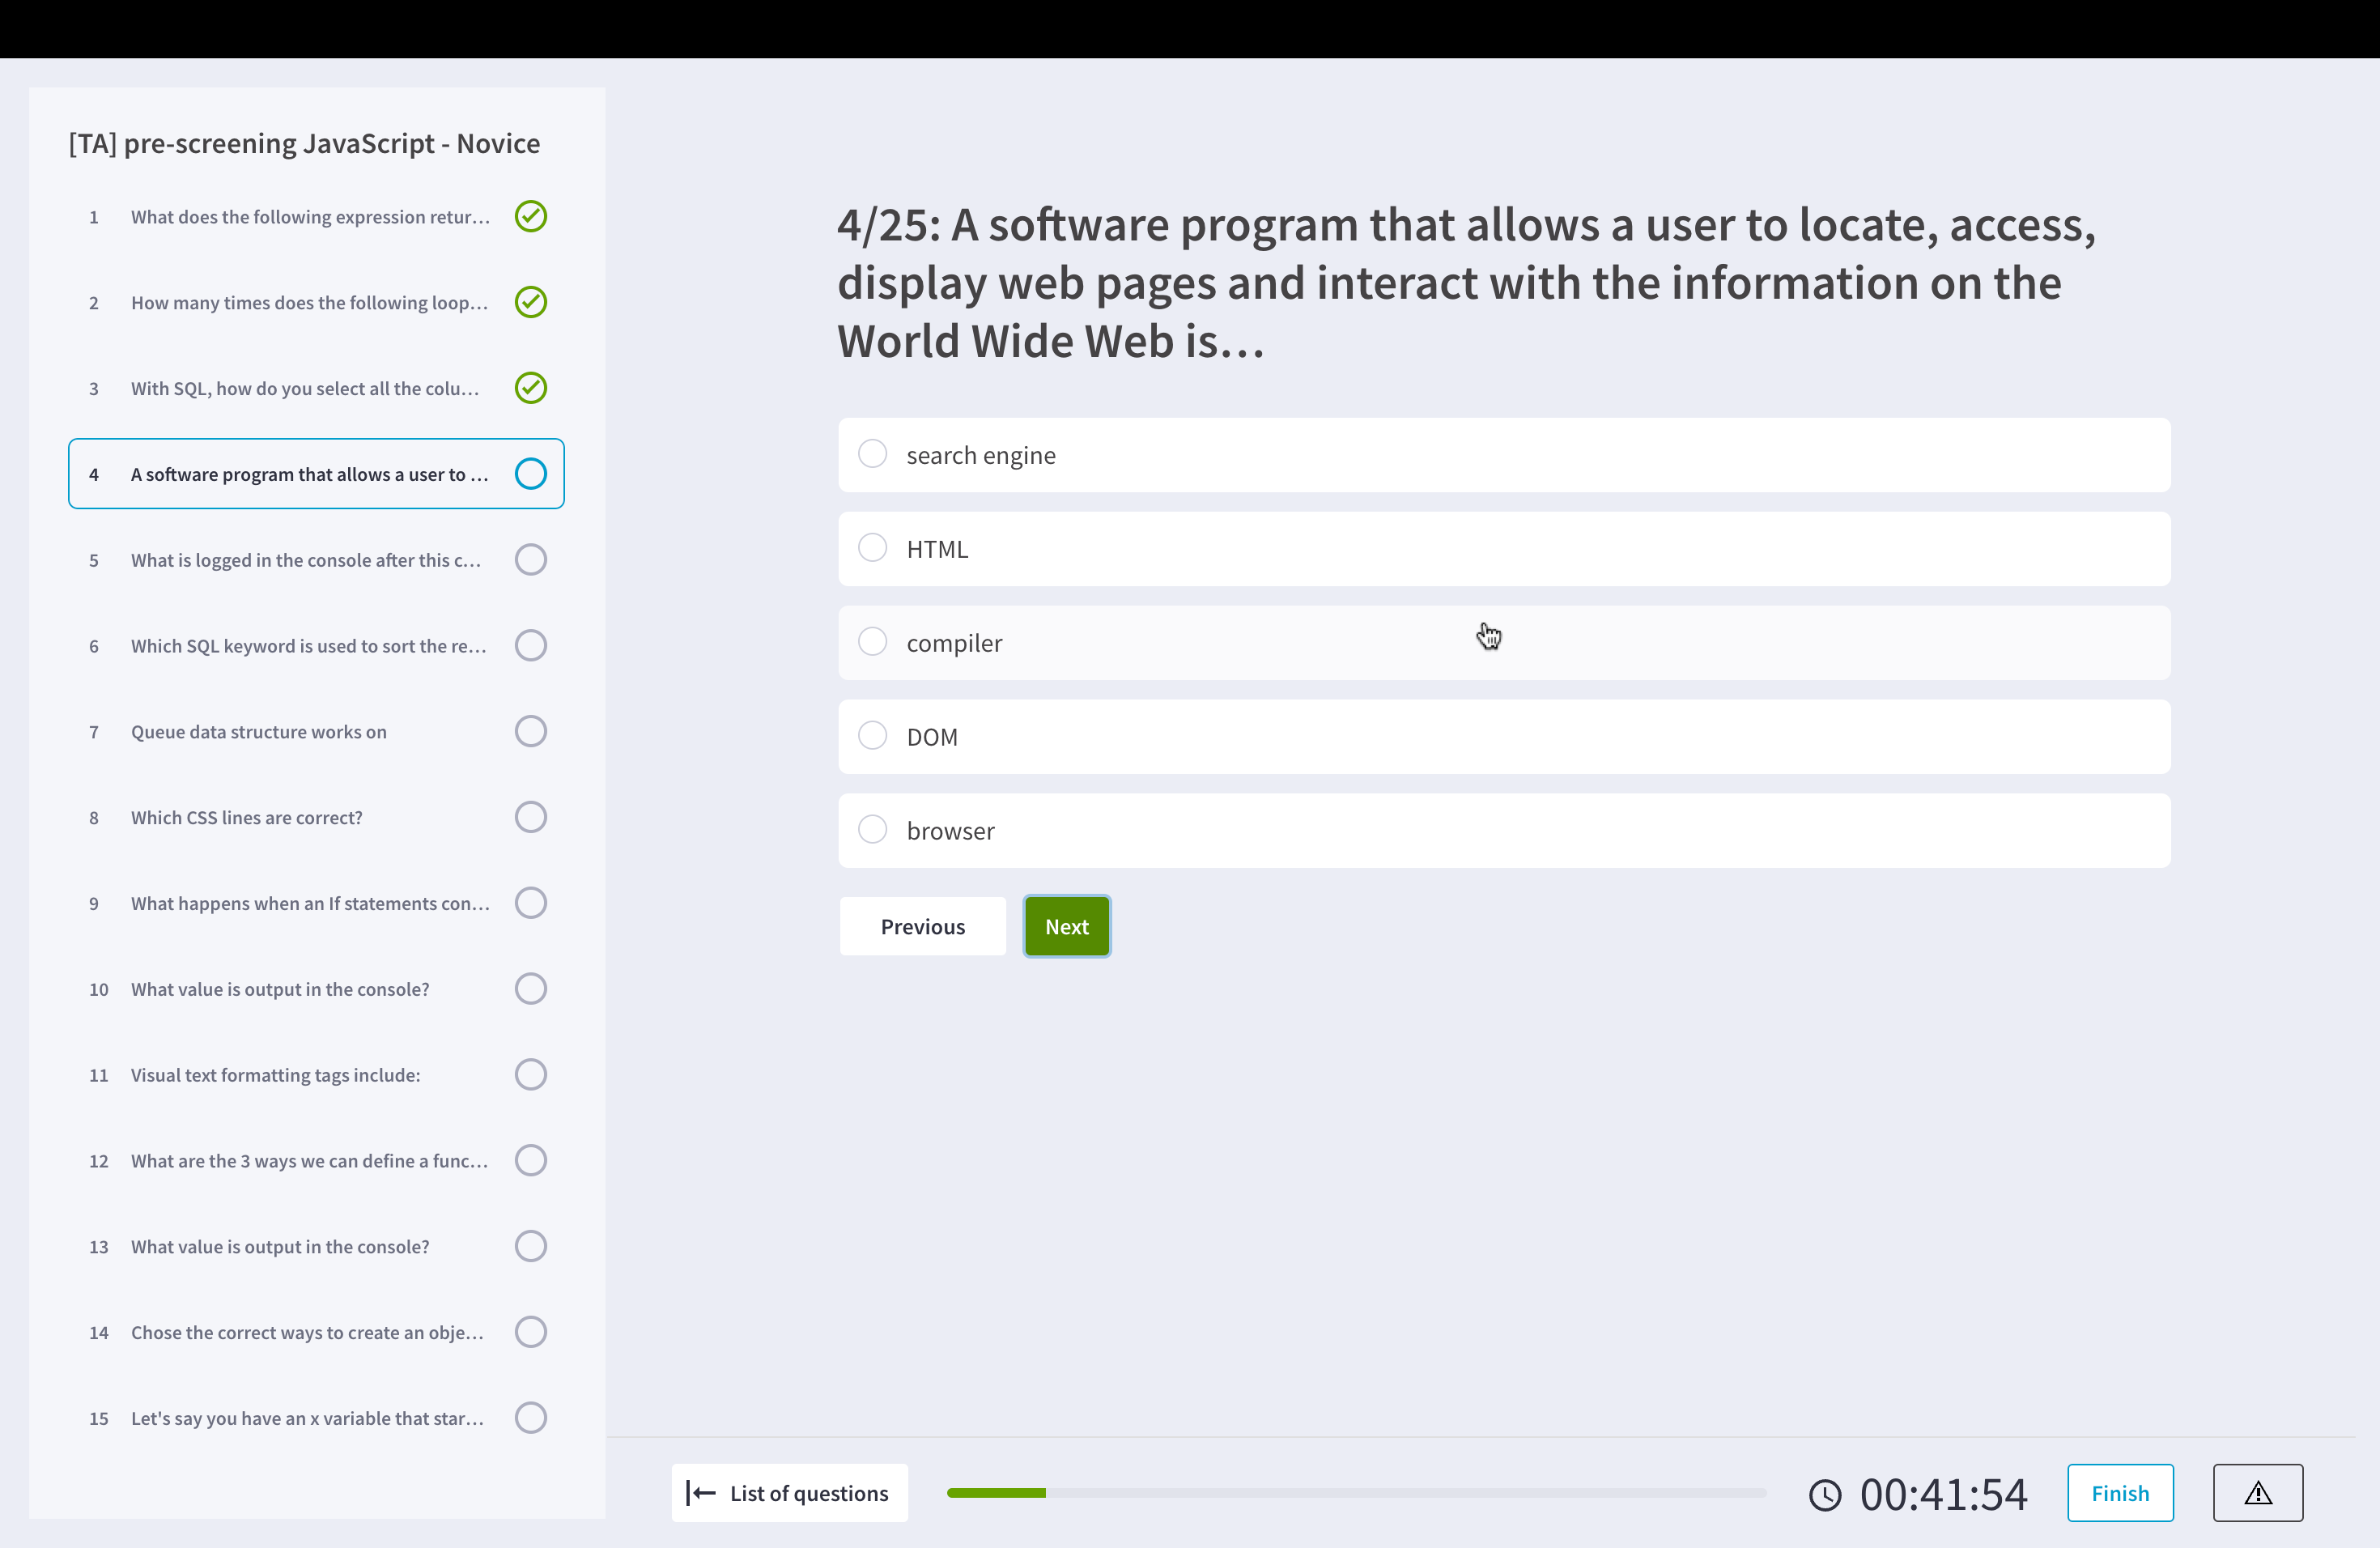 [TA] pre-screening JavaScript - Novice
1 What does the following expression retur...
2 How many times does the following loop...
3 With SQL, how do you select all the colu...
4 A software program that allows a user to ...
5 What is logged in the console after this c...
6 Which SQL keyword is used to sort the re...
7 Queue data structure works on
8 Which CSS lines are correct?
9 What happens when an If statements con...
10 What value is output in the console?
11 Visual text formatting tags include:
12 What are the 3 ways we can define a func...
13 What value is output in the console?
14 Chose the correct ways to create an obje...
15 Let's say you have an x variable that star...
4/25: A software program that allows a user to locate, access,
display web pages and interact with the information on the
World Wide Web is...
search engine
HTML
compiler
DOM
browser
Previous Next
List of questions 00:41:54 Finish